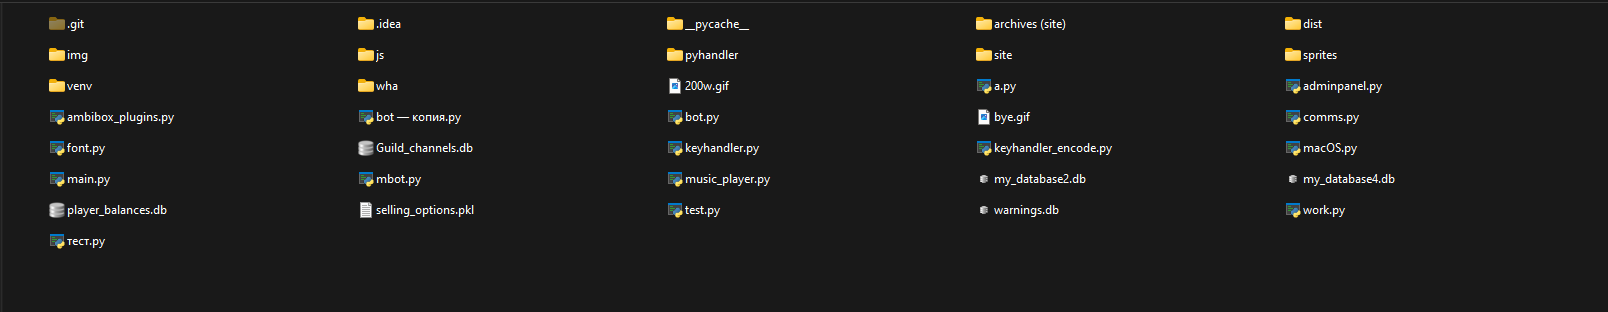 .git .idea __pycache__ archives (site) dist
img js pyhandler site sprites
venv wha 200w.gif a.py adminpanel.py
ambibox_plugins.py bot — копия.py bot.py bye.gif comms.py
font.py Guild_channels.db keyhandler.py keyhandler_encode.py macOS.py
main.py mbot.py music_player.py my_database2.db my_database4.db
player_balances.db selling_options.pkl test.py warnings.db work.py
тест.py